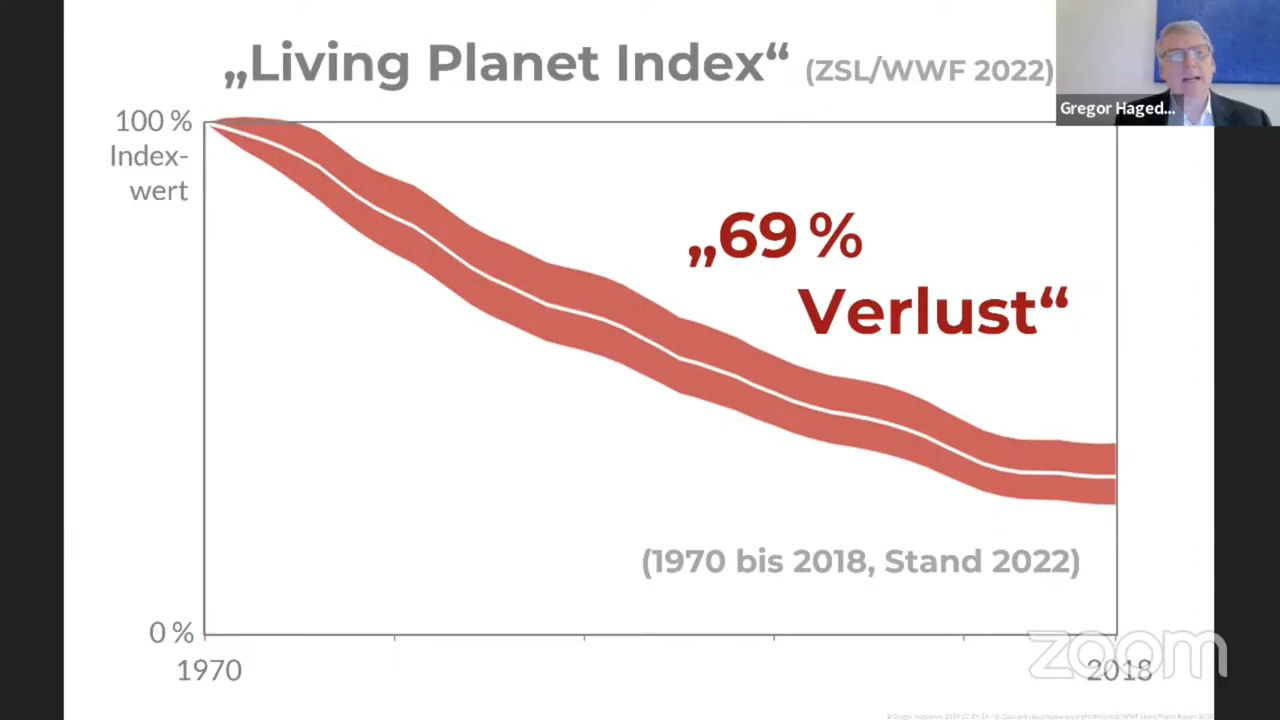 „Living Planet Index“ (ZSL/WWF 2022)
Gregor Haged...
100 %
Index-
wert
„69 %
Verlust“
(1970 bis 2018, Stand 2022)
0 %
1970
2018
zoom